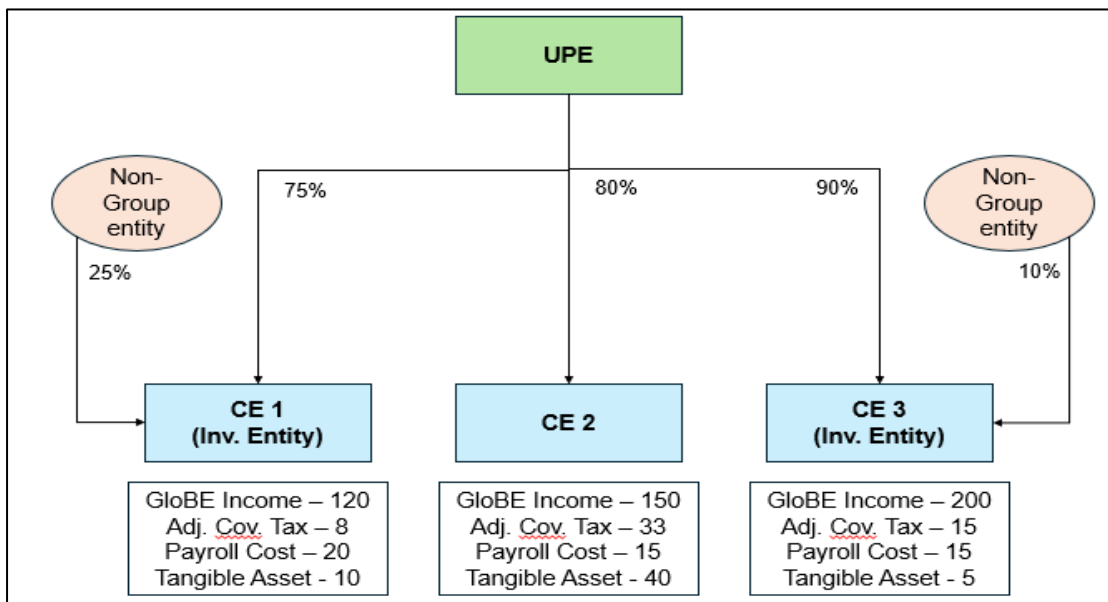 UPE
Non-
Group
entity
75%
80%
90%
Non-
Group
entity
25%
10%
CE 1
(Inv. Entity)
CE 2
CE 3
(Inv. Entity)
GloBE Income – 120
Adj. Cov. Tax – 8
Payroll Cost – 20
Tangible Asset - 10
GloBE Income – 150
Adj. Cov. Tax – 33
Payroll Cost – 15
Tangible Asset - 40
GloBE Income – 200
Adj. Cov. Tax – 15
Payroll Cost – 15
Tangible Asset - 5